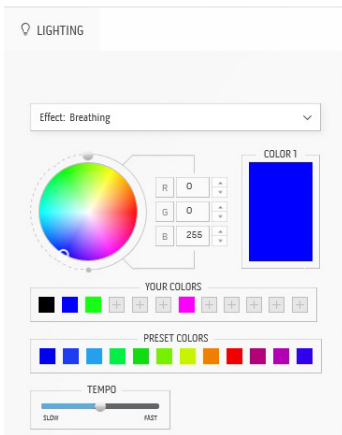 LIGHTING
Effect: Breathing
COLOR 1
R 0
G 0
B 255
YOUR COLORS
PRESET COLORS
TEMPO
SLOW FAST